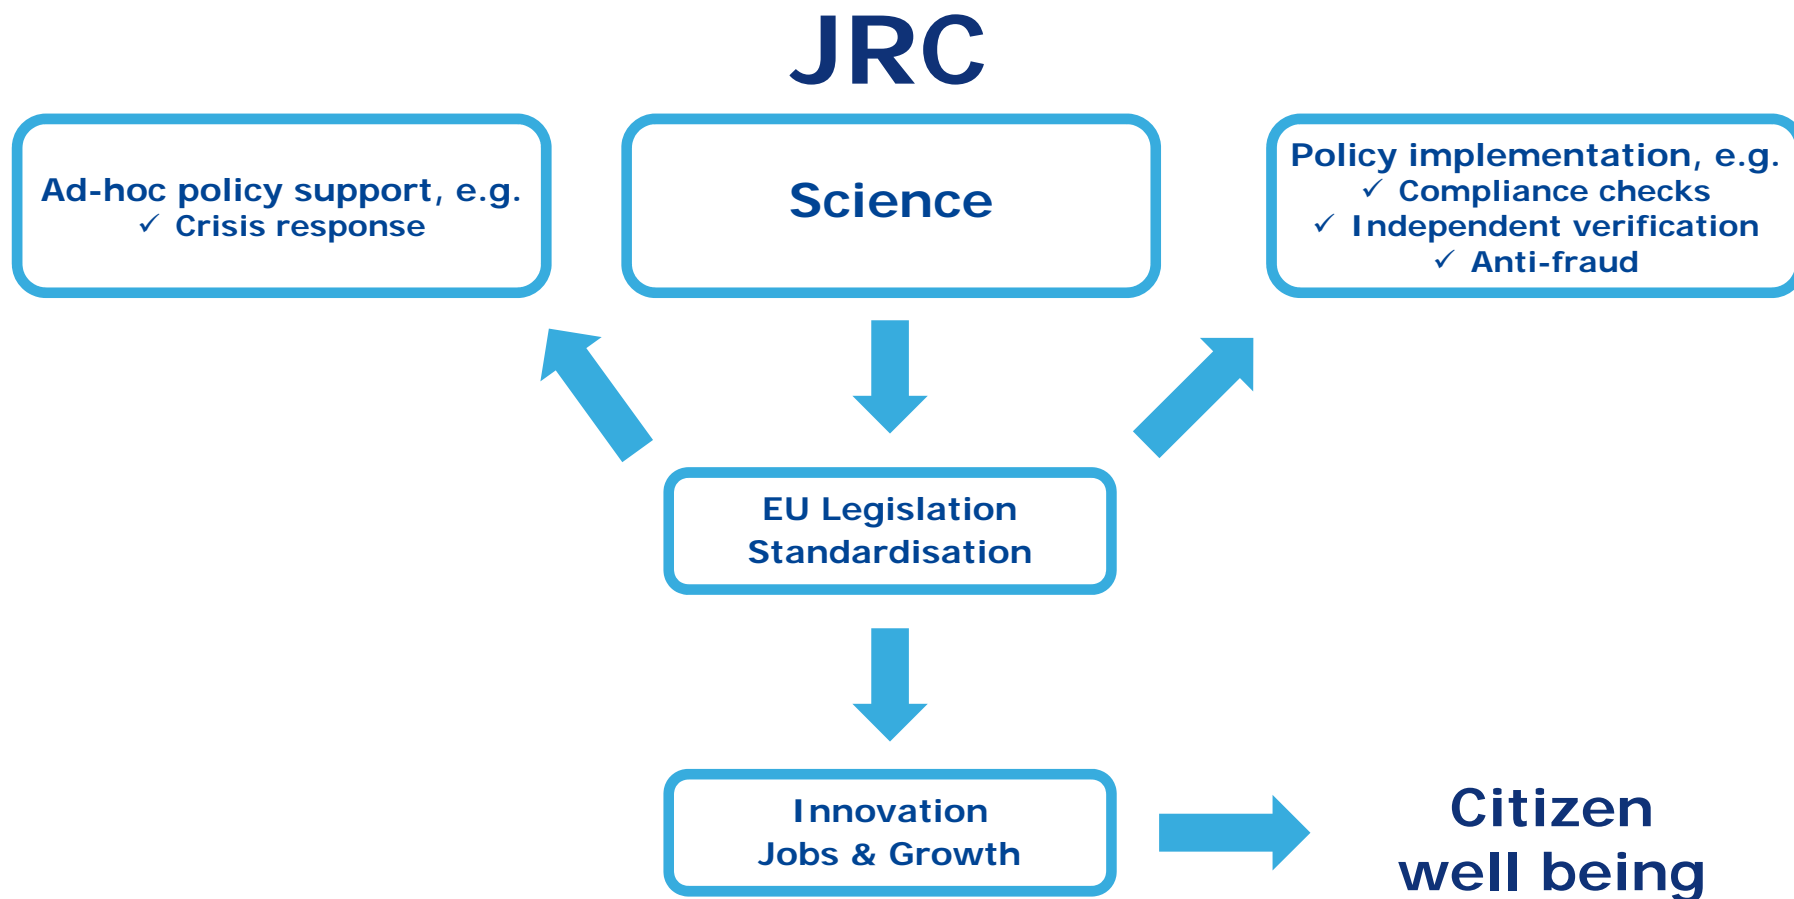 JRC
Ad-hoc policy support, e.g.
✓ Crisis response
Science
Policy implementation, e.g.
✓ Compliance checks
✓ Independent verification
✓ Anti-fraud
EU Legislation
Standardisation
Innovation
Jobs & Growth
Citizen
well being